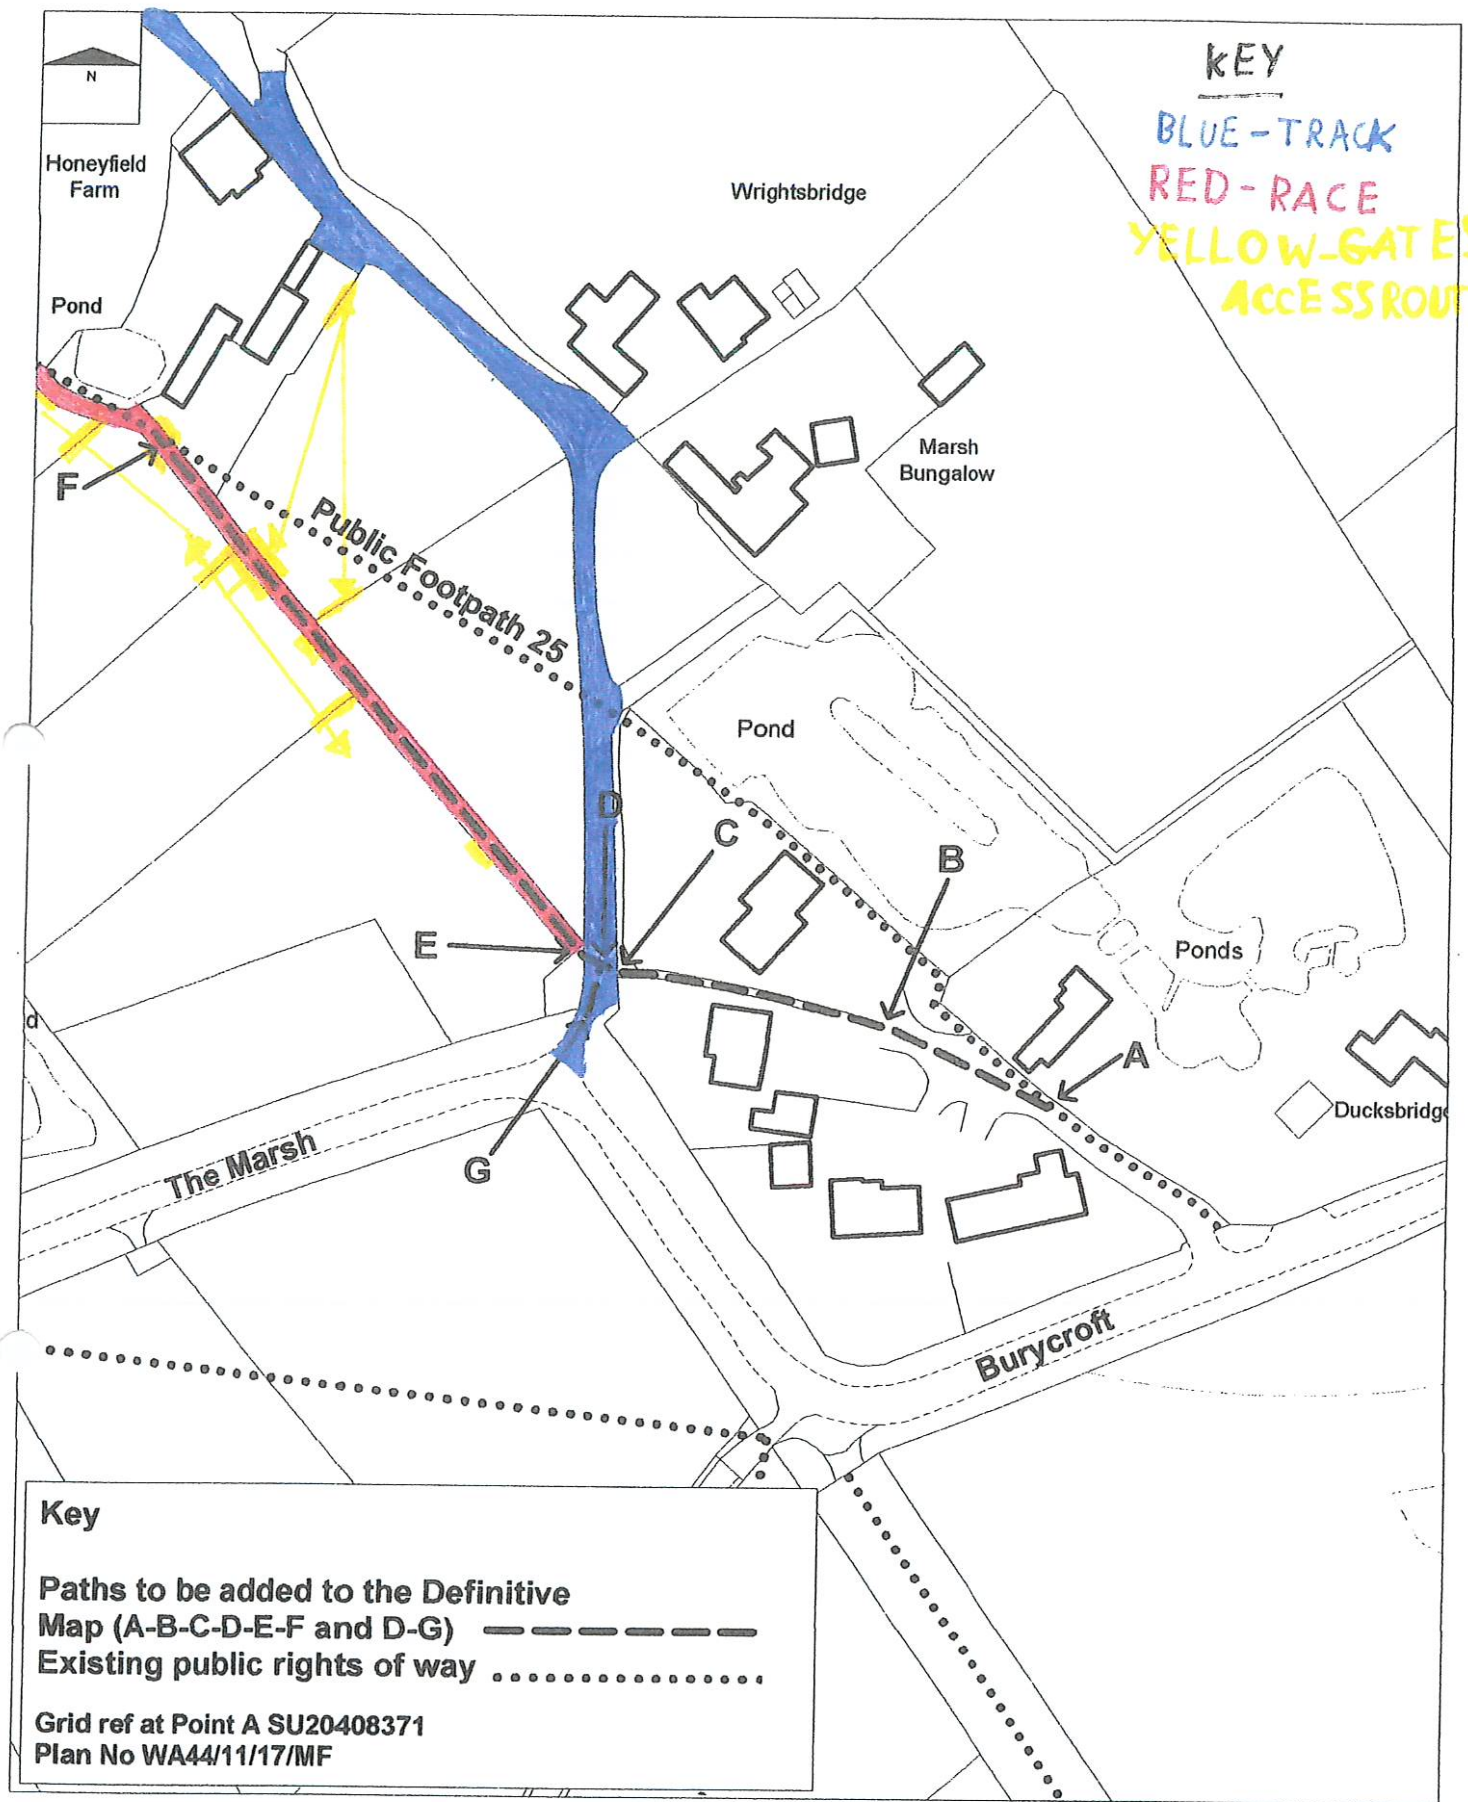 N
KEY
BLUE-TRACK
RED-RACE
YELLOW-GATES
ACCESS ROUT
Honeyfield
Farm
Wrightsbridge
Pond
Marsh
Bungalow
F
Public Footpath 25
Pond
D
C
B
E
Ponds
d
A
Ducksbridge
The Marsh
G
Burycroft
Key
Paths to be added to the Definitive
Map (A-B-C-D-E-F and D-G)
Existing public rights of way
Grid ref at Point A SU20408371
Plan No WA44/11/17/MF